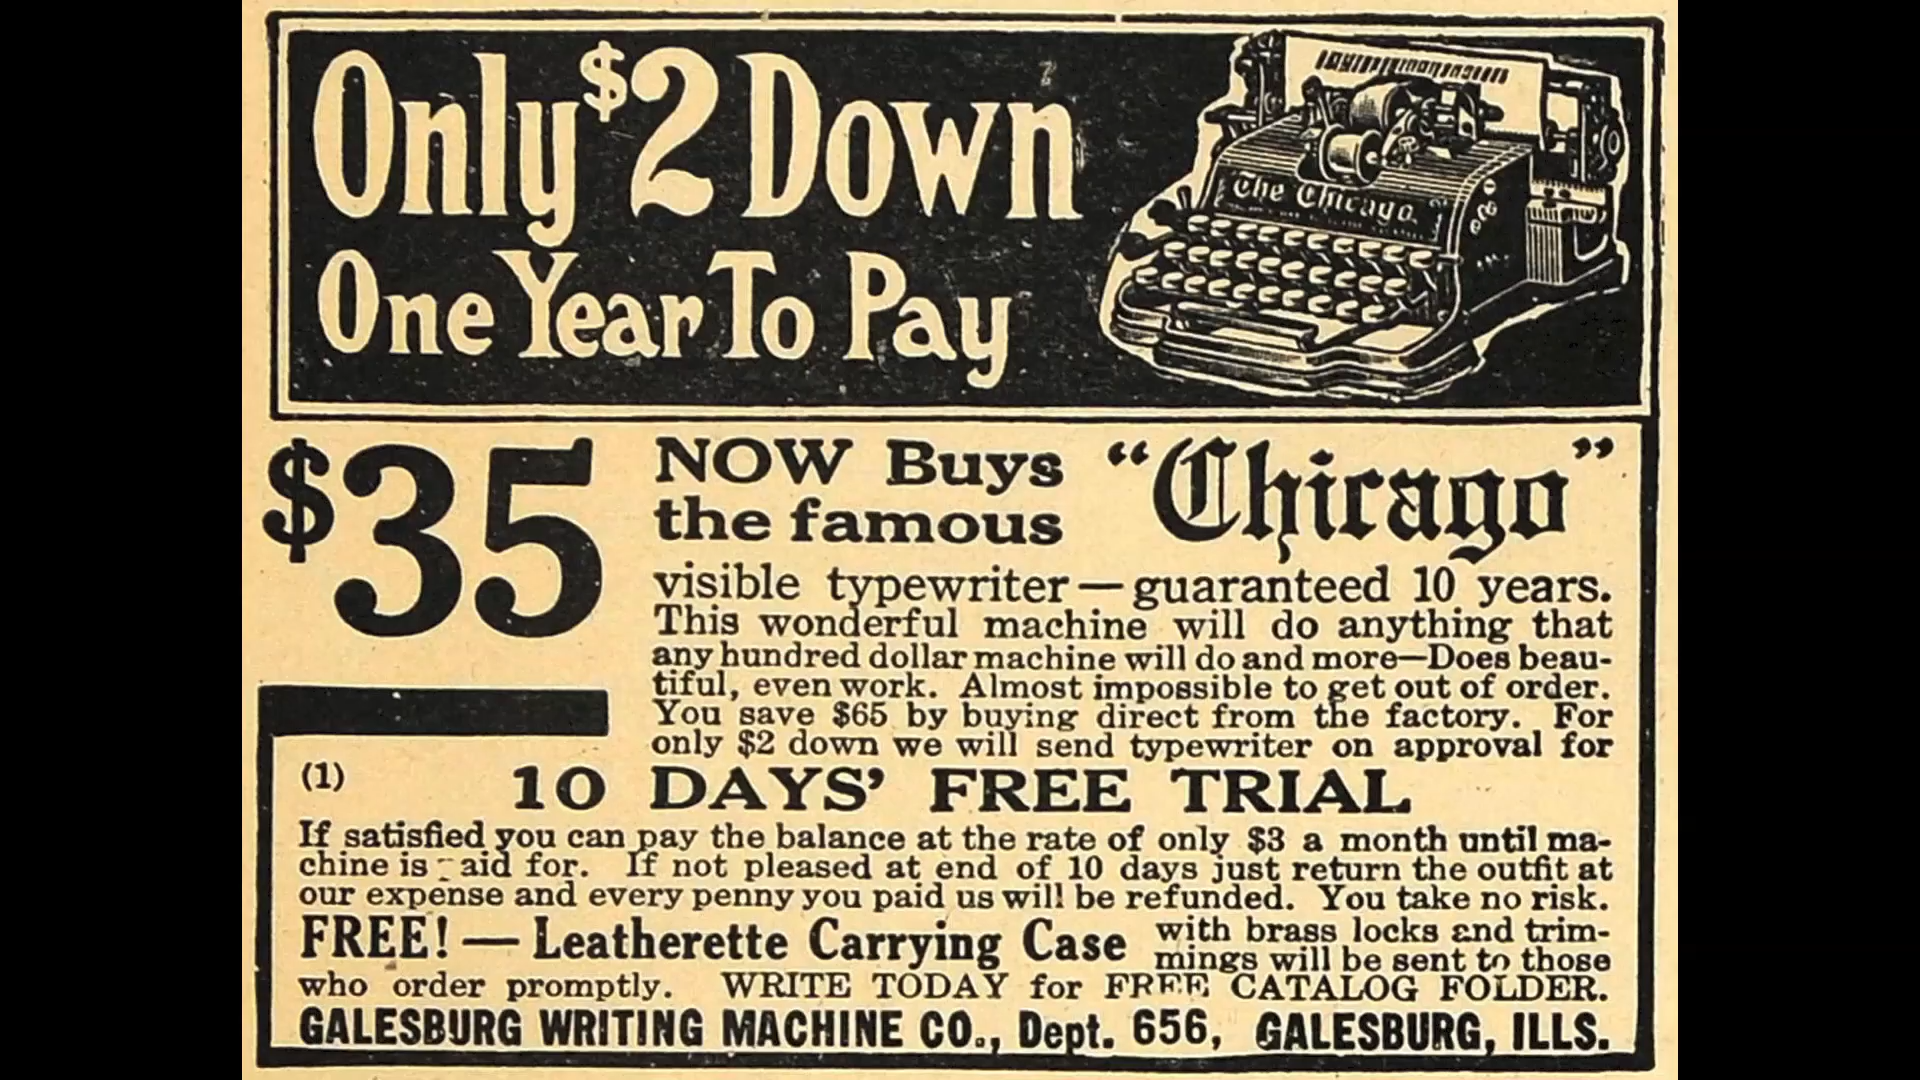 Only $2 Down
One Year To Pay
The Chicago
$35
NOW Buys
the famous
"Chicago"
visible typewriter—guaranteed 10 years.
This wonderful machine will do anything that
any hundred dollar machine will do and more—Does beau-
tiful, even work. Almost impossible to get out of order.
You save $65 by buying direct from the factory. For
only $2 down we will send typewriter on approval for
(1) 10 DAYS' FREE TRIAL
If satisfied you can pay the balance at the rate of only $3 a month until ma-
chine is paid for. If not pleased at end of 10 days just return the outfit at
our expense and every penny you paid us will be refunded. You take no risk.
FREE!—Leatherette Carrying Case with brass locks and trim-
mings will be sent to those
who order promptly. WRITE TODAY for FREE CATALOG FOLDER.
GALESBURG WRITING MACHINE CO., Dept. 656, GALESBURG, ILLS.